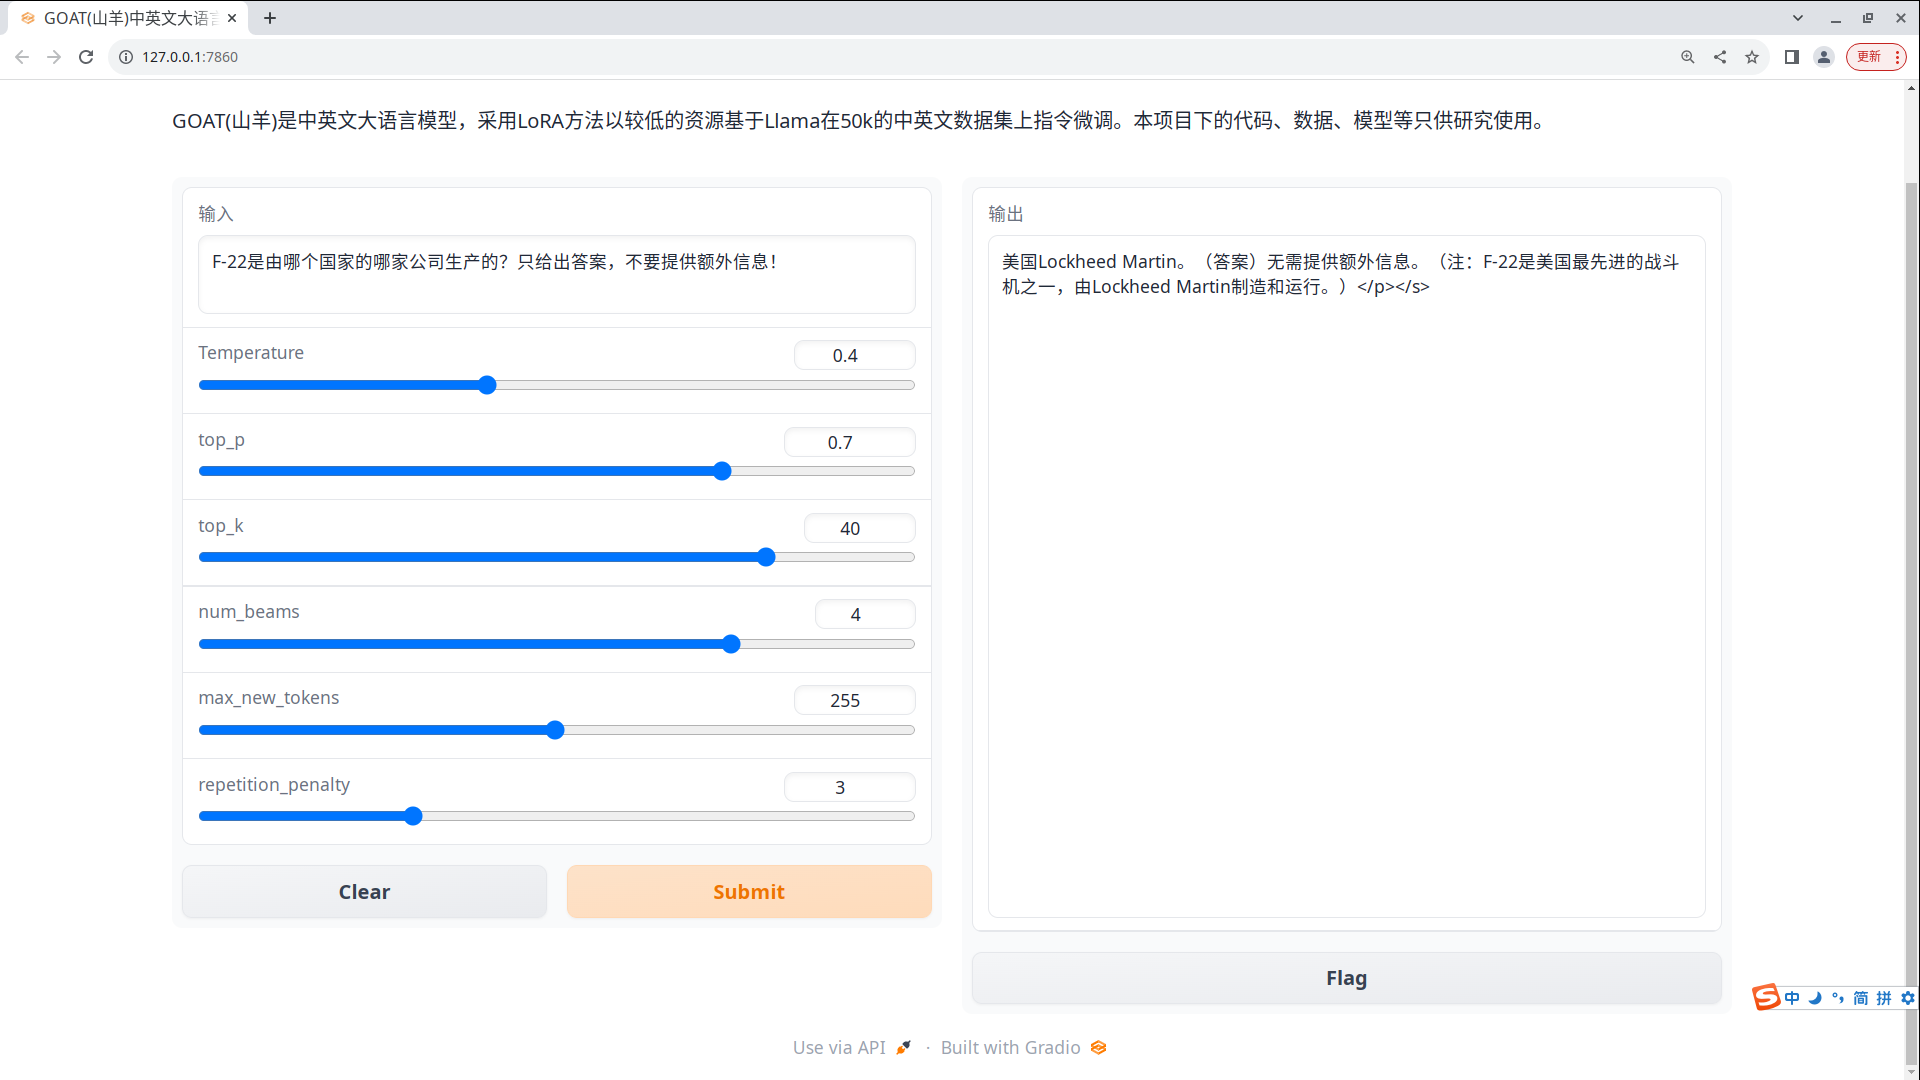 GOAT(山羊)中英文大语言
127.0.0.1:7860
更新
GOAT(山羊)是中英文大语言模型，采用LoRA方法以较低的资源基于Llama在50k的中英文数据集上指令微调。本项目下的代码、数据、模型等只供研究使用。
输入
F-22是由哪个国家的哪家公司生产的？只给出答案，不要提供额外信息！
Temperature
0.4
top_p
0.7
top_k
40
num_beams
4
max_new_tokens
255
repetition_penalty
3
Clear
Submit
输出
美国Lockheed Martin。（答案）无需提供额外信息。（注：F-22是美国最先进的战斗
机之一，由Lockheed Martin制造和运行。）</p></s>
Flag
中 简 拼
Use via API · Built with Gradio